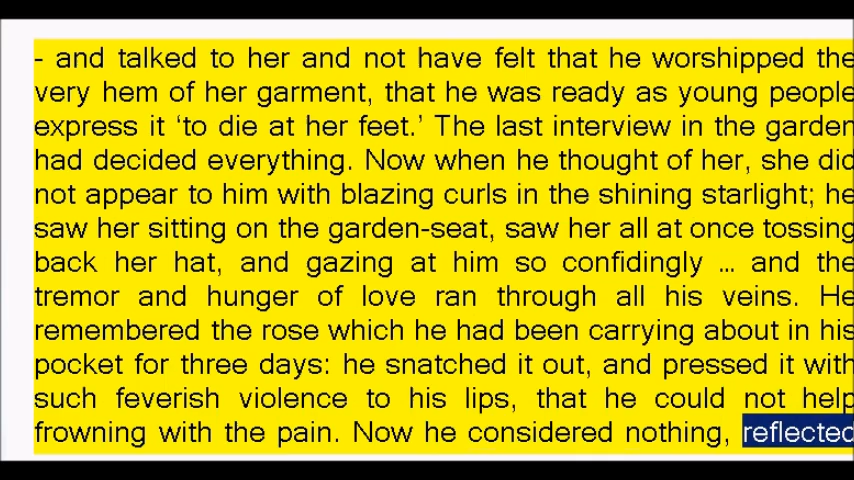 - and talked to her and not have felt that he worshipped the
very hem of her garment, that he was ready as young people
express it ‘to die at her feet.’ The last interview in the garden
had decided everything. Now when he thought of her, she did
not appear to him with blazing curls in the shining starlight; he
saw her sitting on the garden-seat, saw her all at once tossing
back her hat, and gazing at him so confidingly ... and the
tremor and hunger of love ran through all his veins. He
remembered the rose which he had been carrying about in his
pocket for three days: he snatched it out, and pressed it with
such feverish violence to his lips, that he could not help
frowning with the pain. Now he considered nothing, reflected